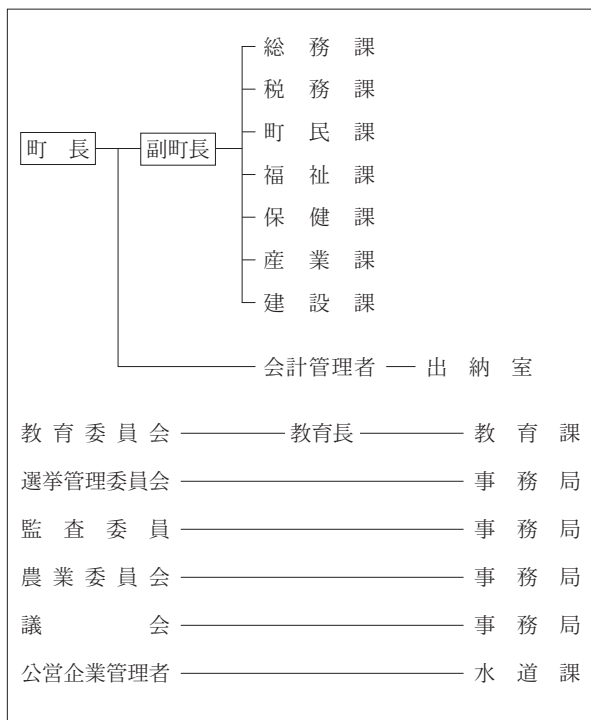 総務課
税務課
町民課
町長 副町長
福祉課
保健課
産業課
建設課
会計管理者 出納室
教育委員会 教育長 教育課
選挙管理委員会 事務局
監査委員 事務局
農業委員会 事務局
議会 事務局
公営企業管理者 水道課